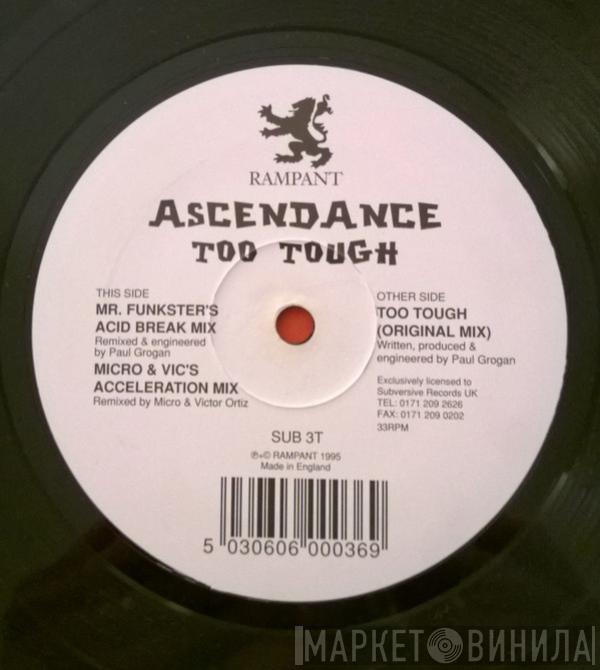 RAMPANT
ASCENDANCE
TOO TOUGH
THIS SIDE
MR. FUNKSTER'S
ACID BREAK MIX
Remixed & engineered
by Paul Grogan
MICRO & VIC'S
ACCELERATION MIX
Remixed by Micro & Victor Ortiz
OTHER SIDE
TOO TOUGH
(ORIGINAL MIX)
Written, produced &
engineered by Paul Grogan
Exclusively licensed to
Subversive Records UK
TEL: 0171 209 2626
FAX: 0171 209 0202
33RPM
SUB 3T
℗+© RAMPANT 1995
Made in England
5 030606 000369
МАРКЕТ ВИНИЛА